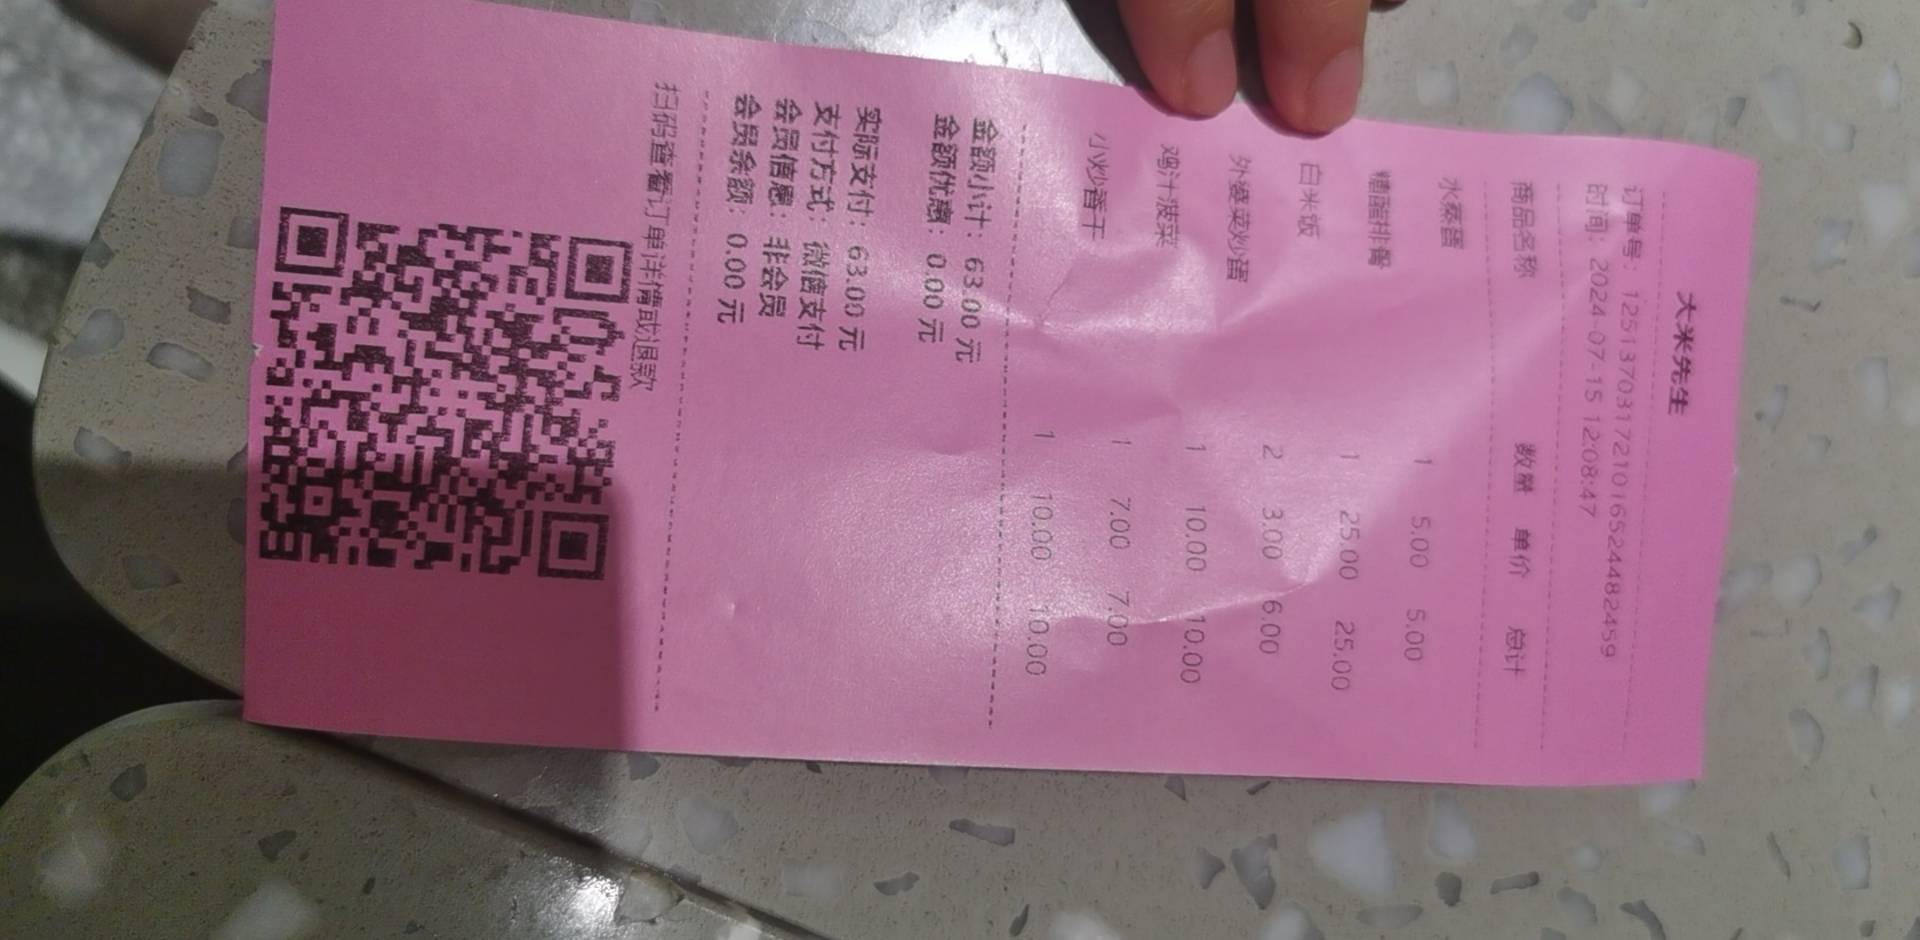 大米先生
订单号：12513703172101652448​2459
时间：2024-07-15 12:08:47
商品名称 数量 单价 总计
水蒸蛋
1 5.00 5.00
糖醋排骨
1 25.00 25.00
白米饭
2 3.00 6.00
外婆菜炒蛋
1 10.00 10.00
鸡汁菠菜
1 7.00 7.00
小炒香干
1 10.00 10.00
金额小计：63.00 元
金额优惠：0.00 元
实际支付：63.00 元
支付方式：微信支付
会员信息：非会员
会员余额：0.00 元
扫码查看订单详情或退款